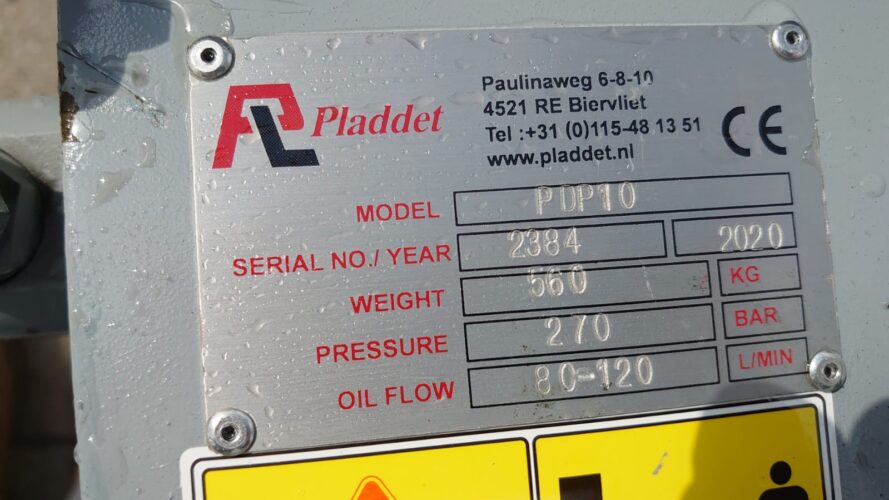 PL Pladdet
Paulinaweg 6-8-10
4521 RE Biervliet
Tel :+31 (0)115-48 13 51
www.pladdet.nl
CE
MODEL PDP10
SERIAL NO./ YEAR 2384 2020
WEIGHT 560 KG
PRESSURE 270 BAR
OIL FLOW 80-120 L/MIN